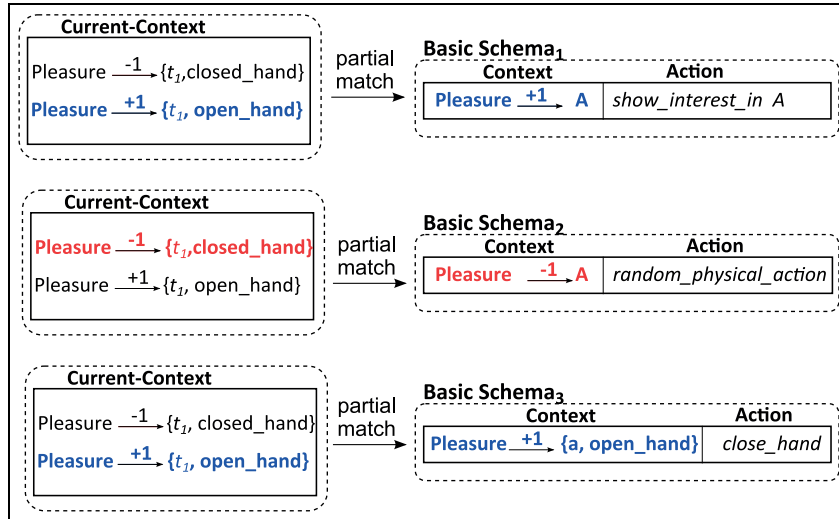 Current-Context
Pleasure -1 {t1,closed_hand}
Pleasure +1 {t1, open_hand}
partial
match
Basic Schema1
Context Action
Pleasure +1 A show_interest_in A
Current-Context
Pleasure -1 {t1,closed_hand}
Pleasure +1 {t1, open_hand}
partial
match
Basic Schema2
Context Action
Pleasure -1 A random_physical_action
Current-Context
Pleasure -1 {t1, closed_hand}
Pleasure +1 {t1, open_hand}
partial
match
Basic Schema3
Context Action
Pleasure +1 {a, open_hand} close_hand